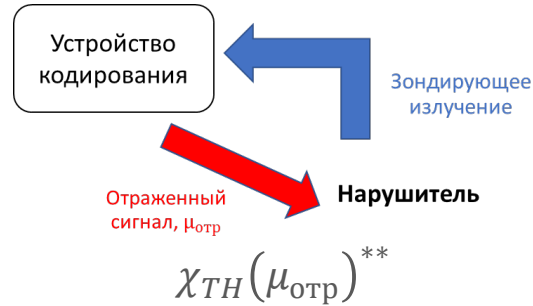 Устройство
кодирования
Зондирующее
излучение
Отраженный
сигнал, μотр
Нарушитель
χTH(μотр)**